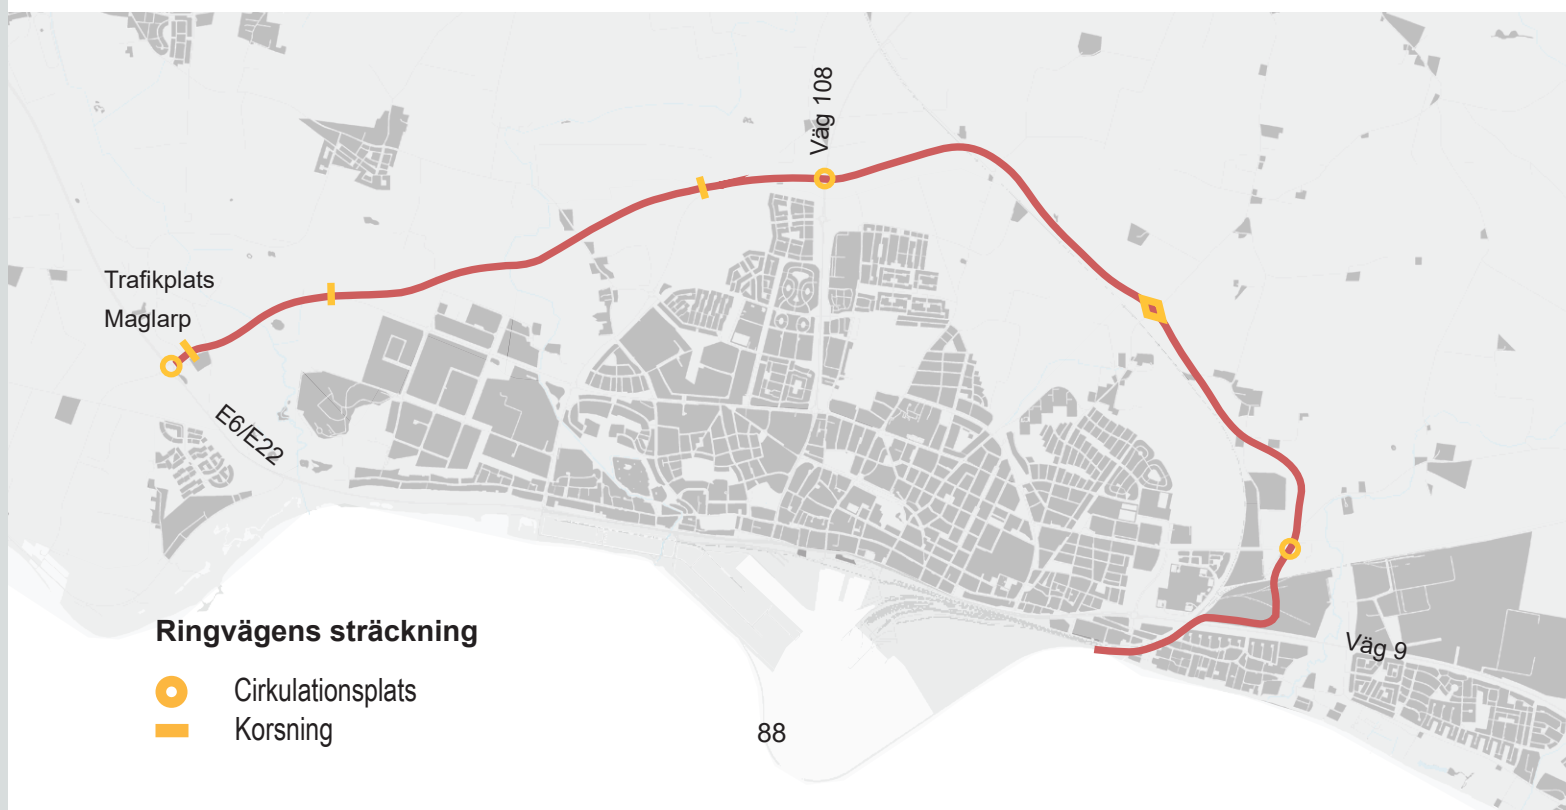 Väg 108
Trafikplats
Maglarp
E6/E22
Väg 9
Ringvägens sträckning
Cirkulationsplats
Korsning
88